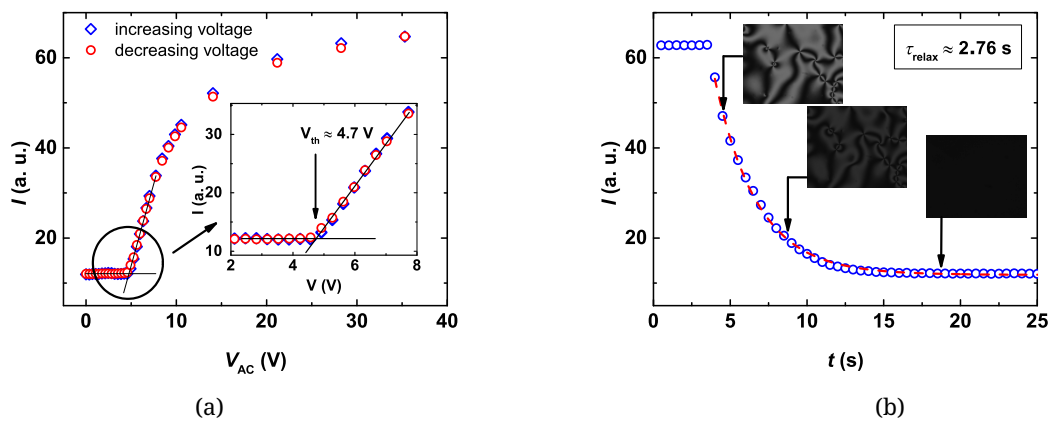 increasing voltage
decreasing voltage
60
40
20
I (a. u.)
0
10
20
30
40
V_AC (V)
V_th ≈ 4.7 V
30
20
10
I (a. u.)
2
4
6
8
V (V)
(a)
τ_relax ≈ 2.76 s
60
40
20
I (a. u.)
0
5
10
15
20
25
t (s)
(b)